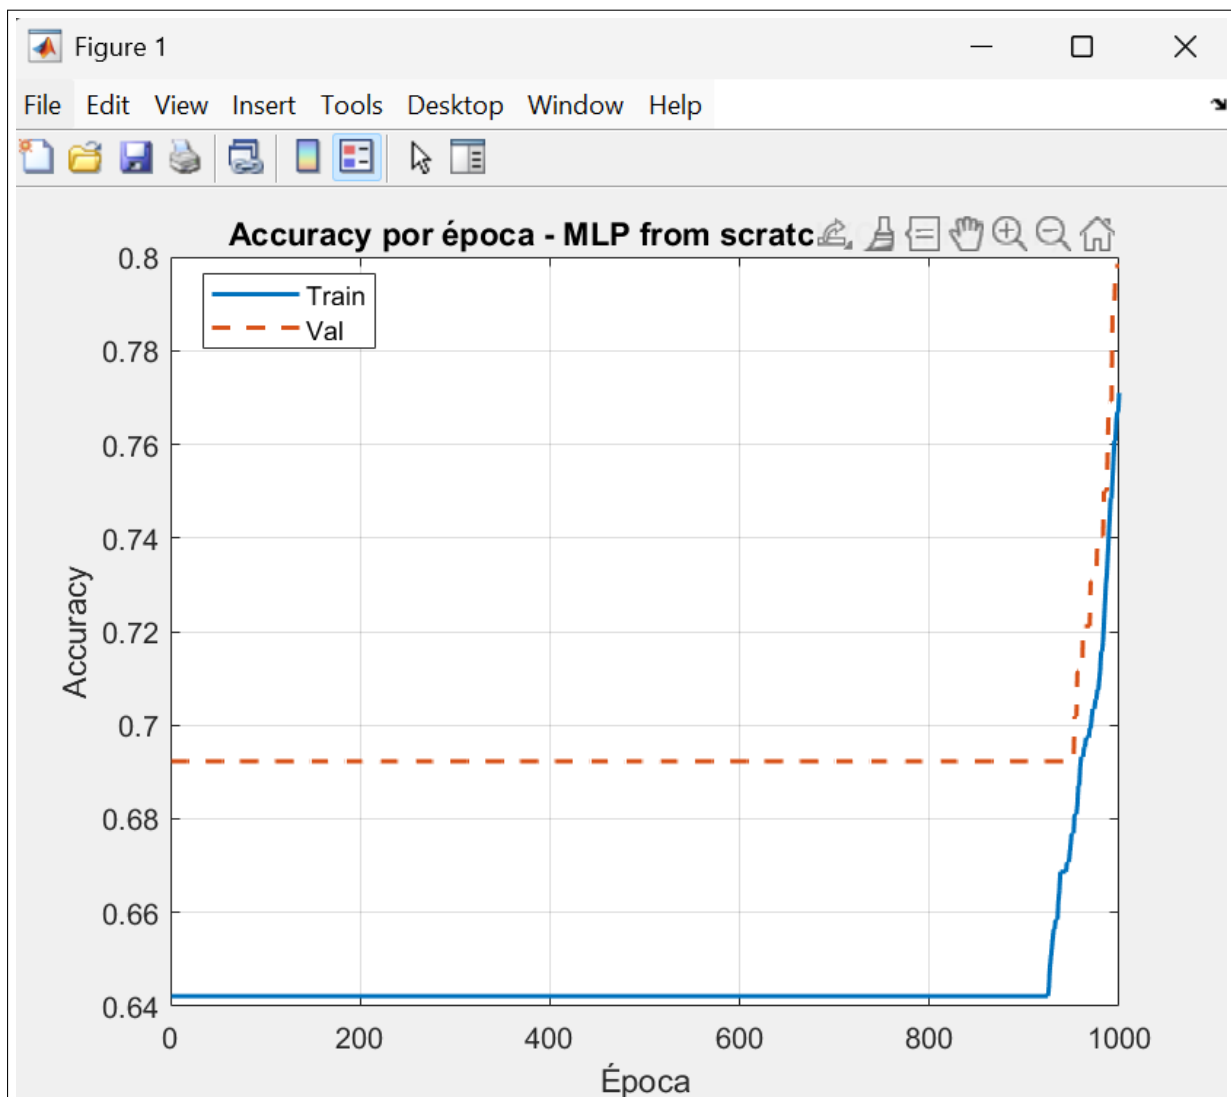 Figure 1
File Edit View Insert Tools Desktop Window Help
Accuracy por época - MLP from scratc
Train
Val
0.8
0.78
0.76
0.74
0.72
0.7
0.68
0.66
0.64
Accuracy
0 200 400 600 800 1000
Época